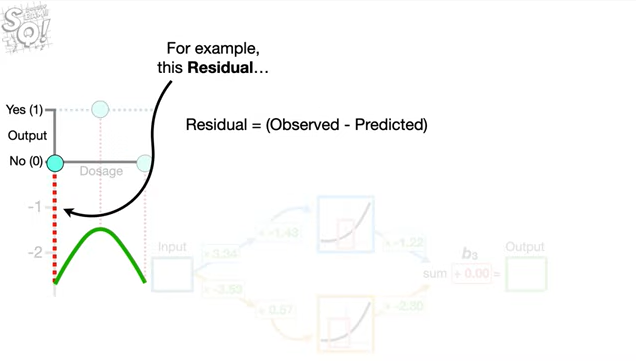 For example,
this Residual...
Residual = (Observed - Predicted)
Yes (1)
Output
No (0)
Dosage
-1
-2
Input
Output
× 3.34
× -3.53
× -1.43
× 0.57
× -1.22
× -2.30
b3
sum + 0.00 =